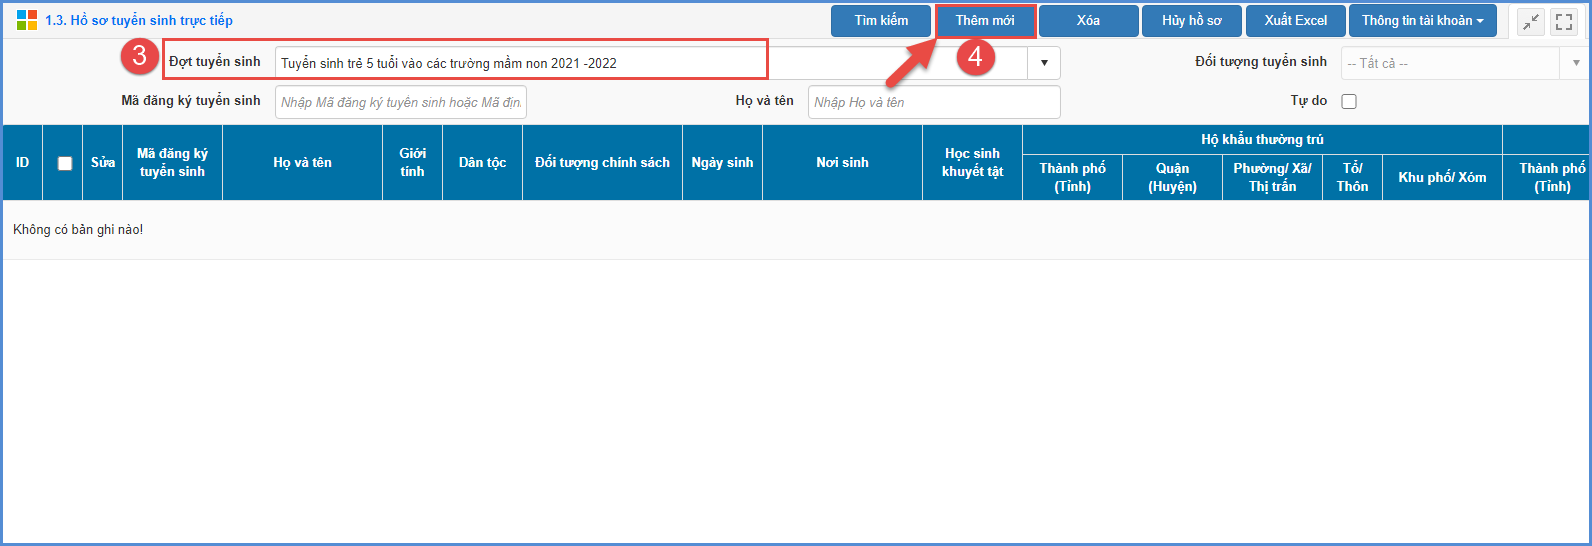 1.3. Hồ sơ tuyển sinh trực tiếp
Tìm kiếm
Thêm mới
Xóa
Hủy hồ sơ
Xuất Excel
Thông tin tài khoản
3
Đợt tuyển sinh
Tuyển sinh trẻ 5 tuổi vào các trường mầm non 2021 -2022
4
Đối tượng tuyển sinh
-- Tất cả --
Mã đăng ký tuyển sinh
Nhập Mã đăng ký tuyển sinh hoặc Mã địn
Họ và tên
Nhập Họ và tên
Tự do
ID
Sửa
Mã đăng ký
tuyển sinh
Họ và tên
Giới
tính
Dân tộc
Đối tượng chính sách
Ngày sinh
Nơi sinh
Học sinh
khuyết tật
Hộ khẩu thường trú
Thành phố
(Tỉnh)
Quận
(Huyện)
Phường/ Xã/
Thị trấn
Tổ/
Thôn
Khu phố/ Xóm
Thành phố
(Tỉnh)
Không có bản ghi nào!